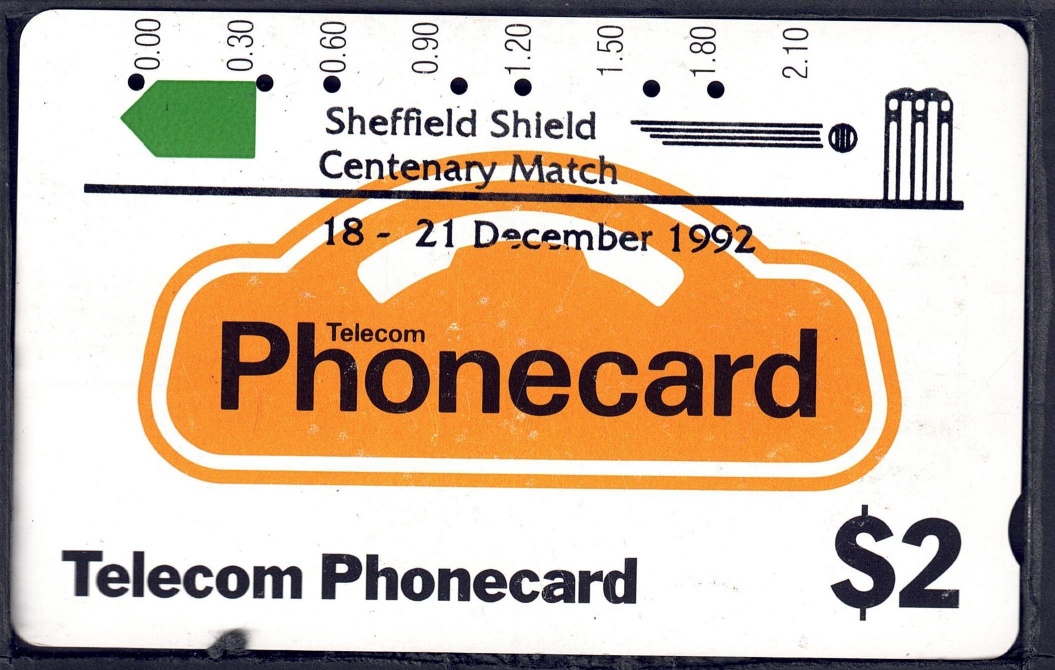 0.00 0.30 0.60 0.90 1.20 1.50 1.80 2.10
Sheffield Shield
Centenary Match
18 - 21 December 1992
Telecom
Phonecard
Telecom Phonecard
$2